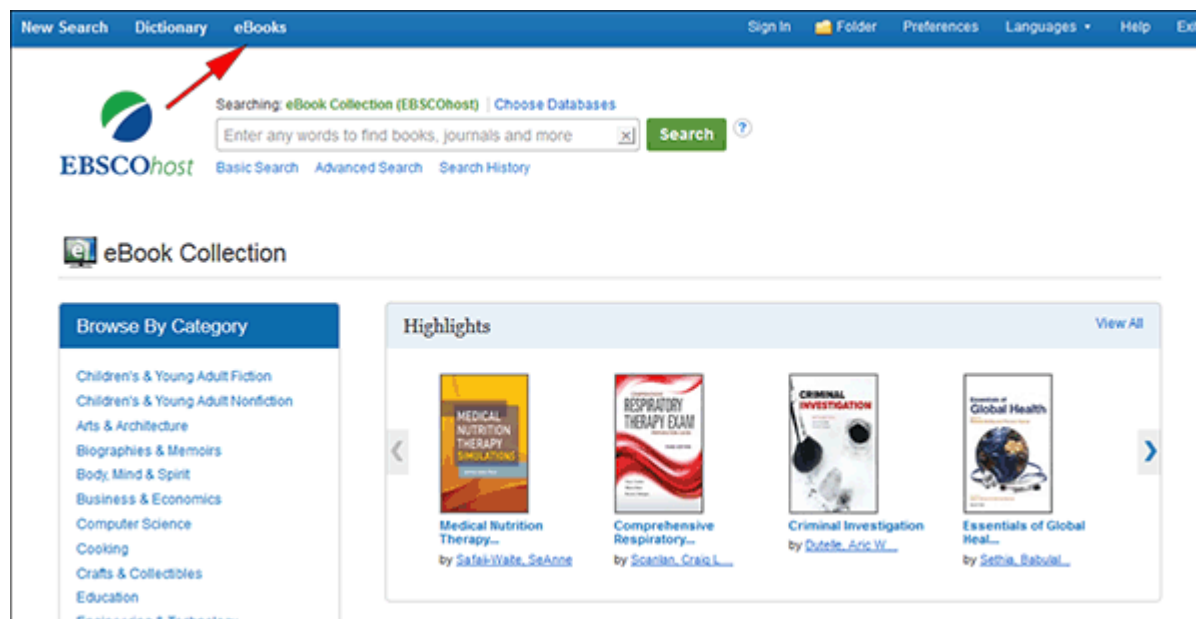 New Search Dictionary eBooks Sign In Folder Preferences Languages Help Exit
Searching: eBook Collection (EBSCOhost) | Choose Databases
Enter any words to find books, journals and more Search ?
EBSCOhost
Basic Search Advanced Search Search History
eBook Collection
Browse By Category
Children's & Young Adult Fiction
Children's & Young Adult Nonfiction
Arts & Architecture
Biographies & Memoirs
Body, Mind & Spirit
Business & Economics
Computer Science
Cooking
Crafts & Collectibles
Education
Engineering & Technology
Highlights View All
MEDICAL
NUTRITION
THERAPY
SIMULATIONS
COMPREHENSIVE
RESPIRATORY
THERAPY EXAM
CRIMINAL
INVESTIGATION
Essentials of
Global Health
Medical Nutrition
Therapy...
by Safaii-Waite, SeAnne
Comprehensive
Respiratory...
by Scanlan, Craig L....
Criminal Investigation
by Dutelle, Aric W....
Essentials of Global
Heal...
by Sethia, Babulal...